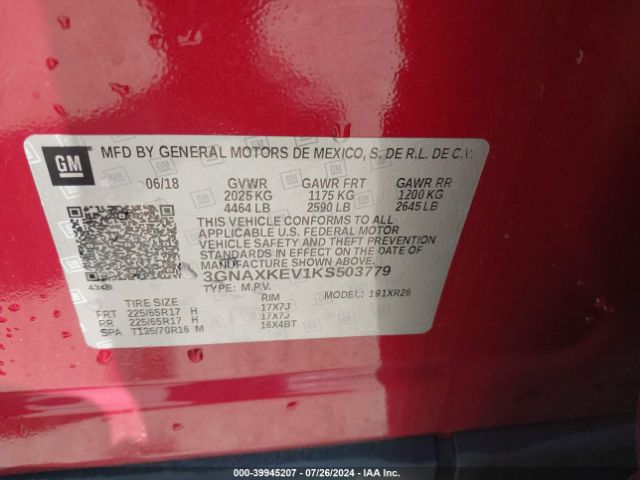 GM MFD BY GENERAL MOTORS DE MEXICO, S. DE R.L. DE C.V.
06/18 GVWR GAWR FRT GAWR RR
2025 KG 1175 KG 1200 KG
4464 LB 2590 LB 2645 LB
THIS VEHICLE CONFORMS TO ALL
APPLICABLE U.S. FEDERAL MOTOR
VEHICLE SAFETY AND THEFT PREVENTION
STANDARDS IN EFFECT ON THE DATE OF
MANUFACTURE SHOWN ABOVE.
3GNAXKEV1KS503779
434B TYPE: M.P.V. MODEL: 191XR26
TIRE SIZE RIM
FRT 225/65R17 H 17X7J
RR 225/65R17 H 17X7J
SPA T135/70R16 M 16X4BT
© - 39945207 - 07/26/2024 - IAA Inc.